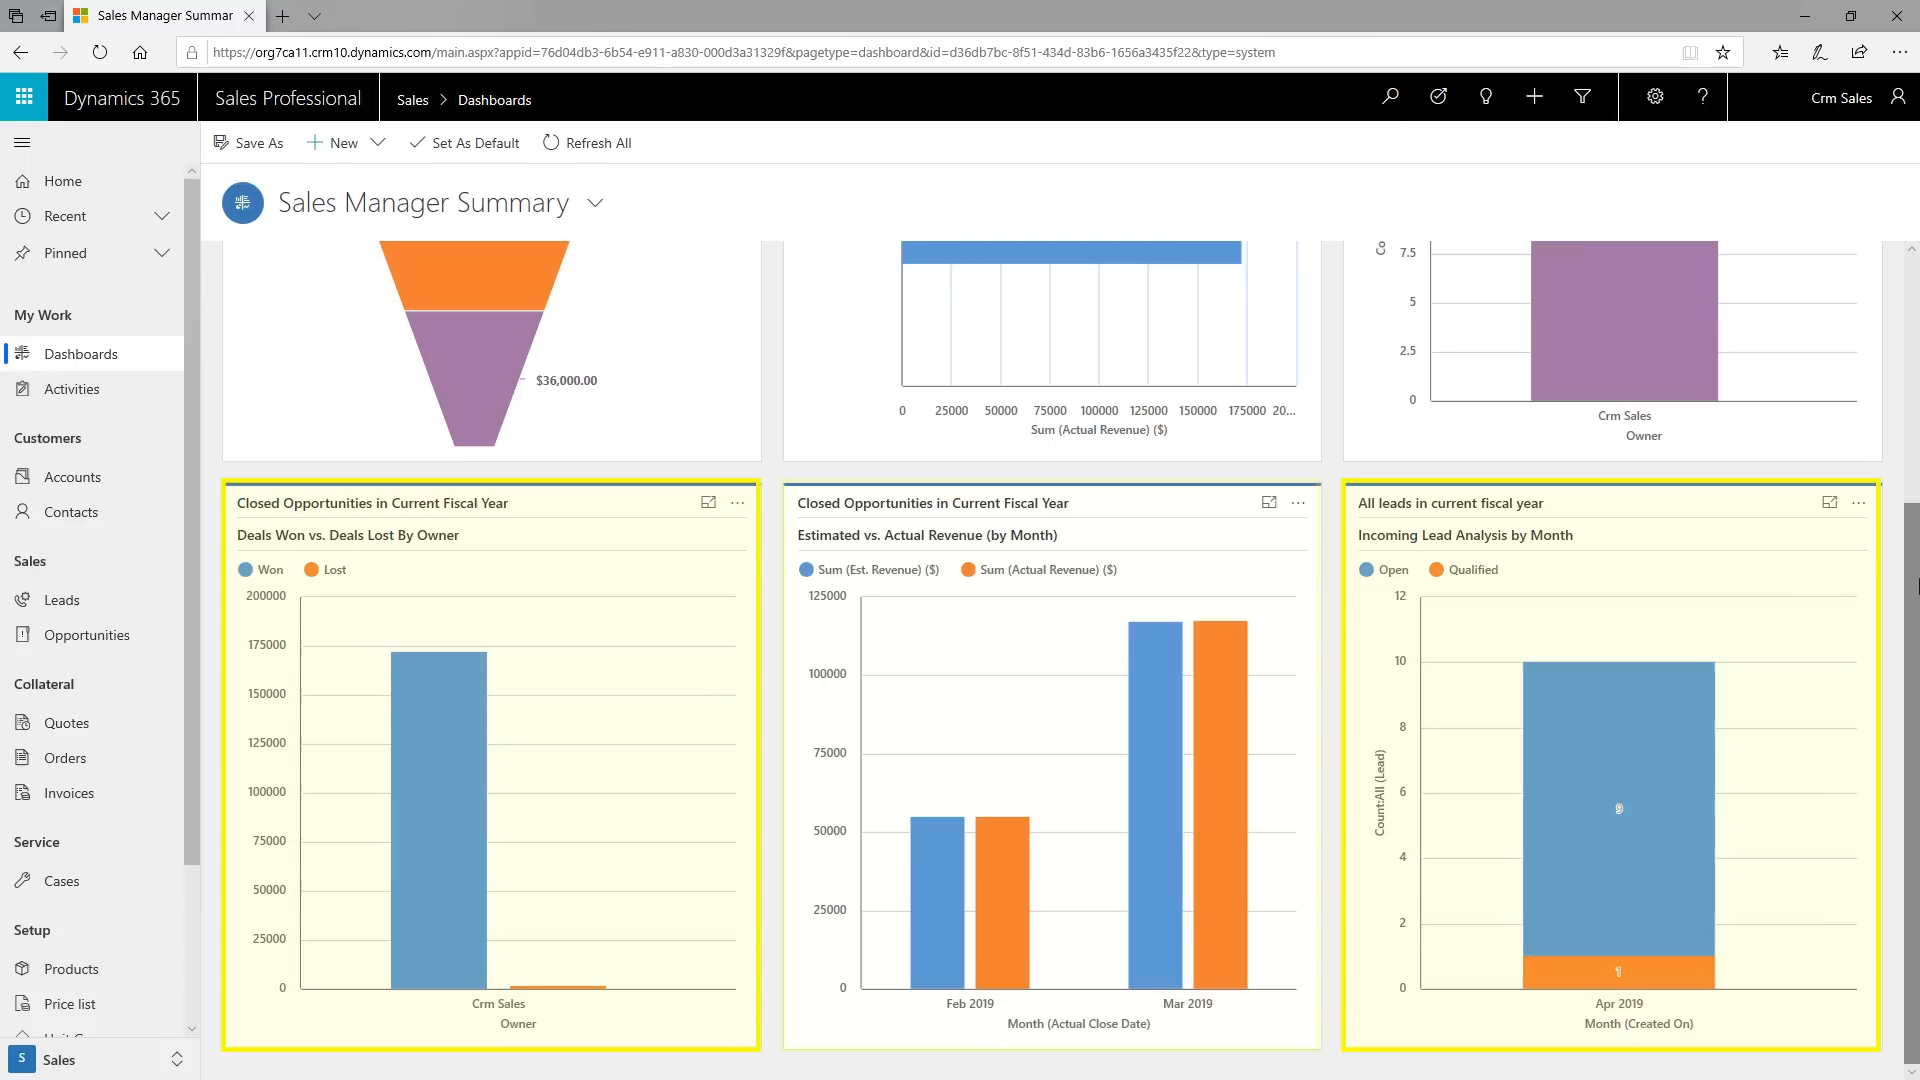 Sales Manager Summar
https://org7ca11.crm10.dynamics.com/main.aspx?appid=76d04db3-6b54-e911-a830-000d3a31329f&pagetype=dashboard&id=d36db7bc-8f51-434d-83b6-1656a3435f22&type=system
Dynamics 365 Sales Professional Sales > Dashboards Crm Sales
Save As New Set As Default Refresh All
Sales Manager Summary
Home
Recent
Pinned
My Work
Dashboards
Activities
Customers
Accounts
Contacts
Sales
Leads
Opportunities
Collateral
Quotes
Orders
Invoices
Service
Cases
Setup
Products
Price list
S Sales
$36,000.00
0 25000 50000 75000 100000 125000 150000 175000 20...
Sum (Actual Revenue) ($)
Co
7.5
5
2.5
0
Crm Sales
Owner
Closed Opportunities in Current Fiscal Year
Deals Won vs. Deals Lost By Owner
Won Lost
200000
175000
150000
125000
100000
75000
50000
25000
0
Crm Sales
Owner
Closed Opportunities in Current Fiscal Year
Estimated vs. Actual Revenue (by Month)
Sum (Est. Revenue) ($) Sum (Actual Revenue) ($)
125000
100000
75000
50000
25000
0
Feb 2019 Mar 2019
Month (Actual Close Date)
All leads in current fiscal year
Incoming Lead Analysis by Month
Open Qualified
Count:All (Lead)
12
10
8
6
4
2
0
9
1
Apr 2019
Month (Created On)